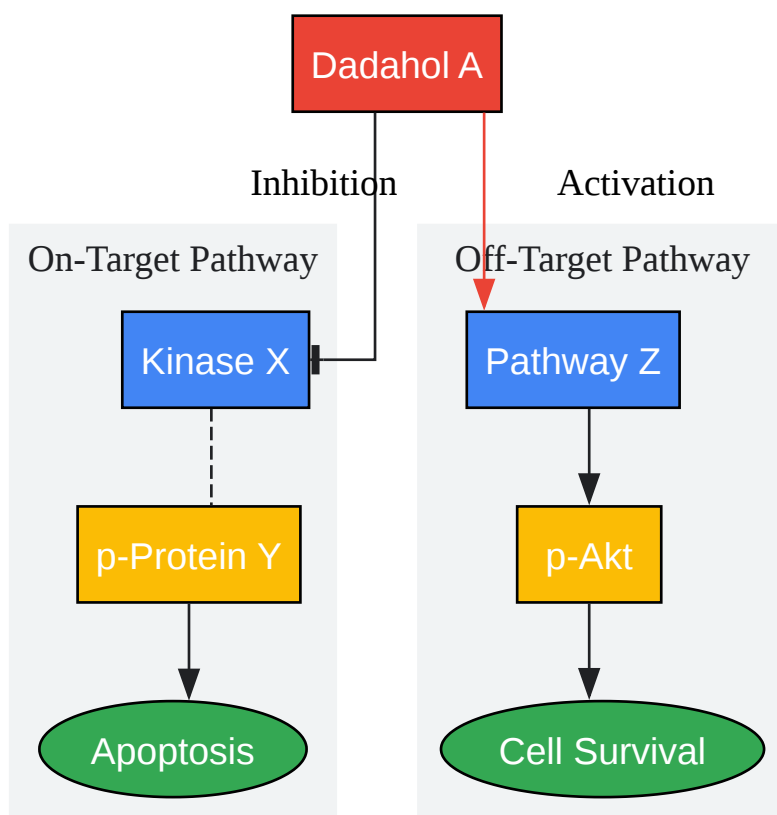 Dadahol A
Inhibition
Activation
On-Target Pathway
Off-Target Pathway
Kinase X
Pathway Z
p-Protein Y
p-Akt
Apoptosis
Cell Survival